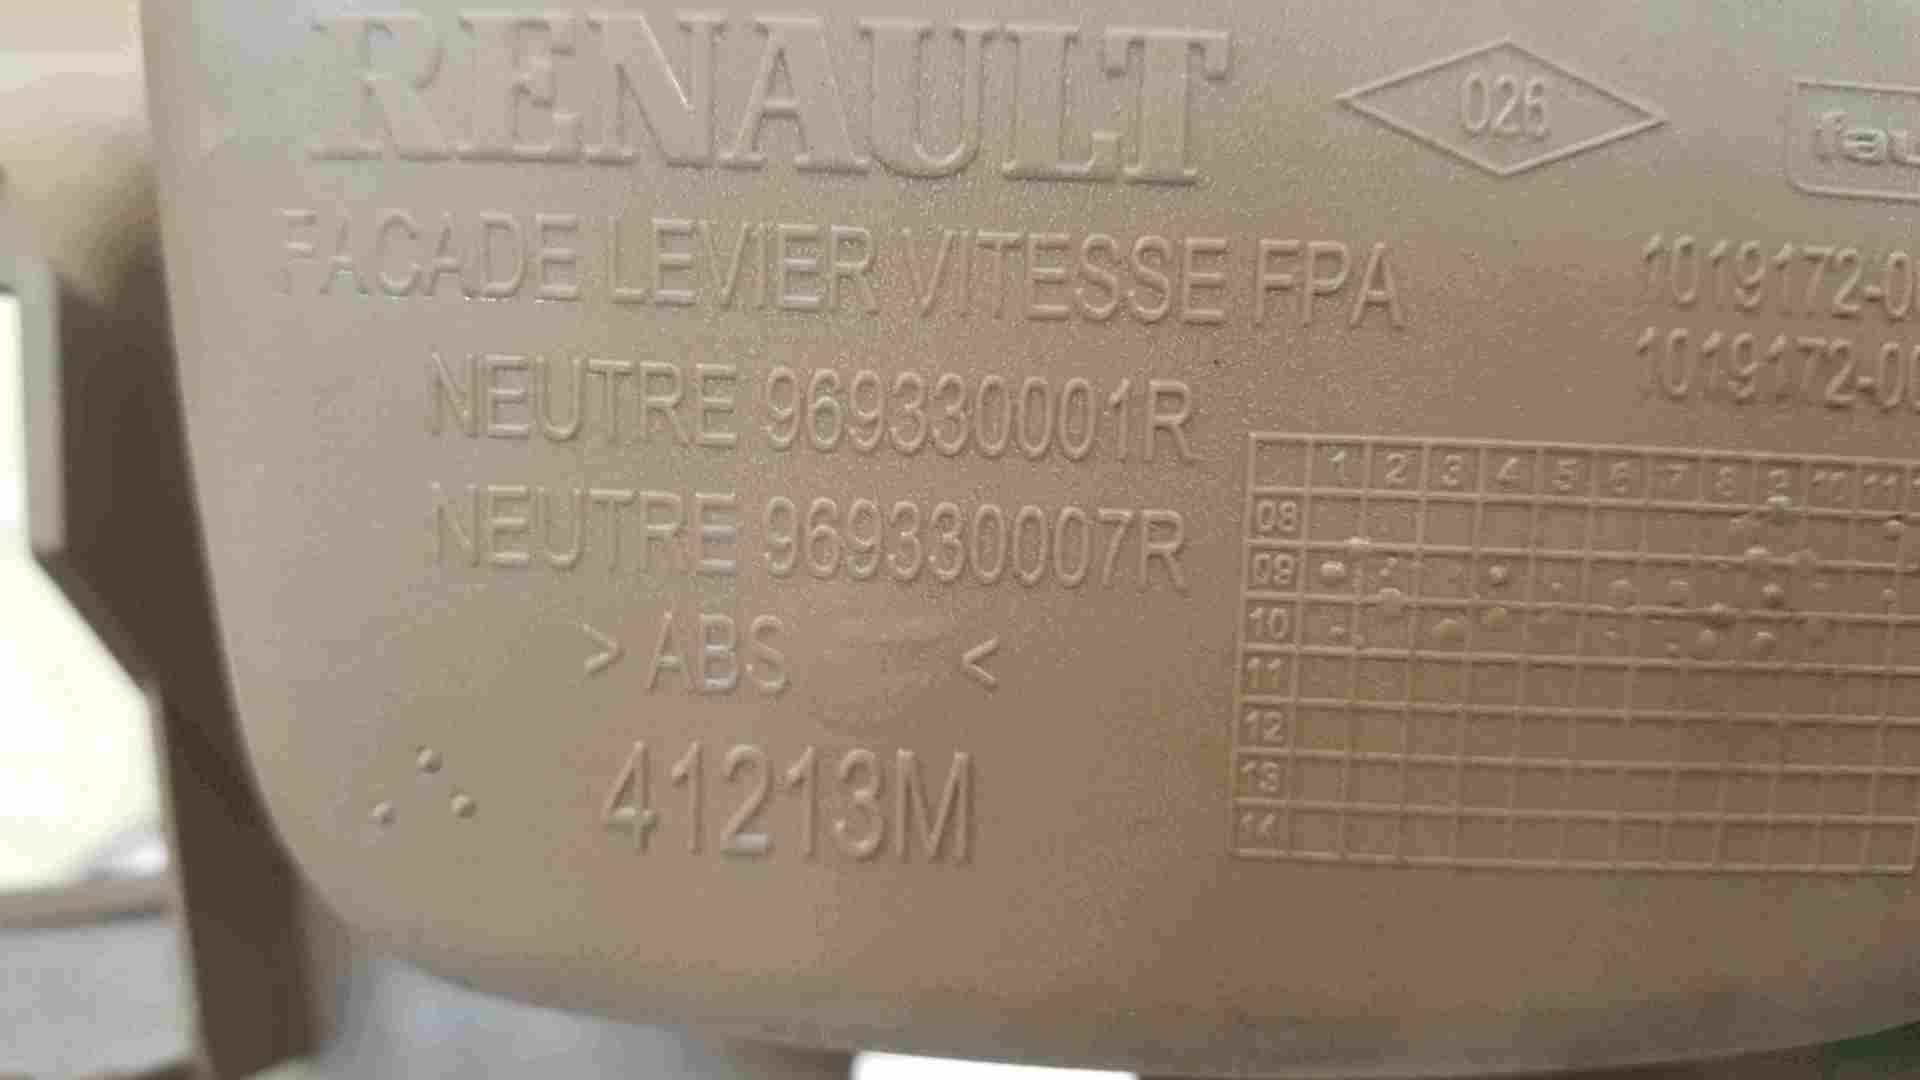 RENAULT
026
FACADE LEVIER VITESSE FPA
NEUTRE 969330001R
NEUTRE 969330007R
> ABS <
41213M
1019172-0
1019172-00
1 2 3 4 5 6 7 8 9 10 11
08
09
10
11
12
13
14